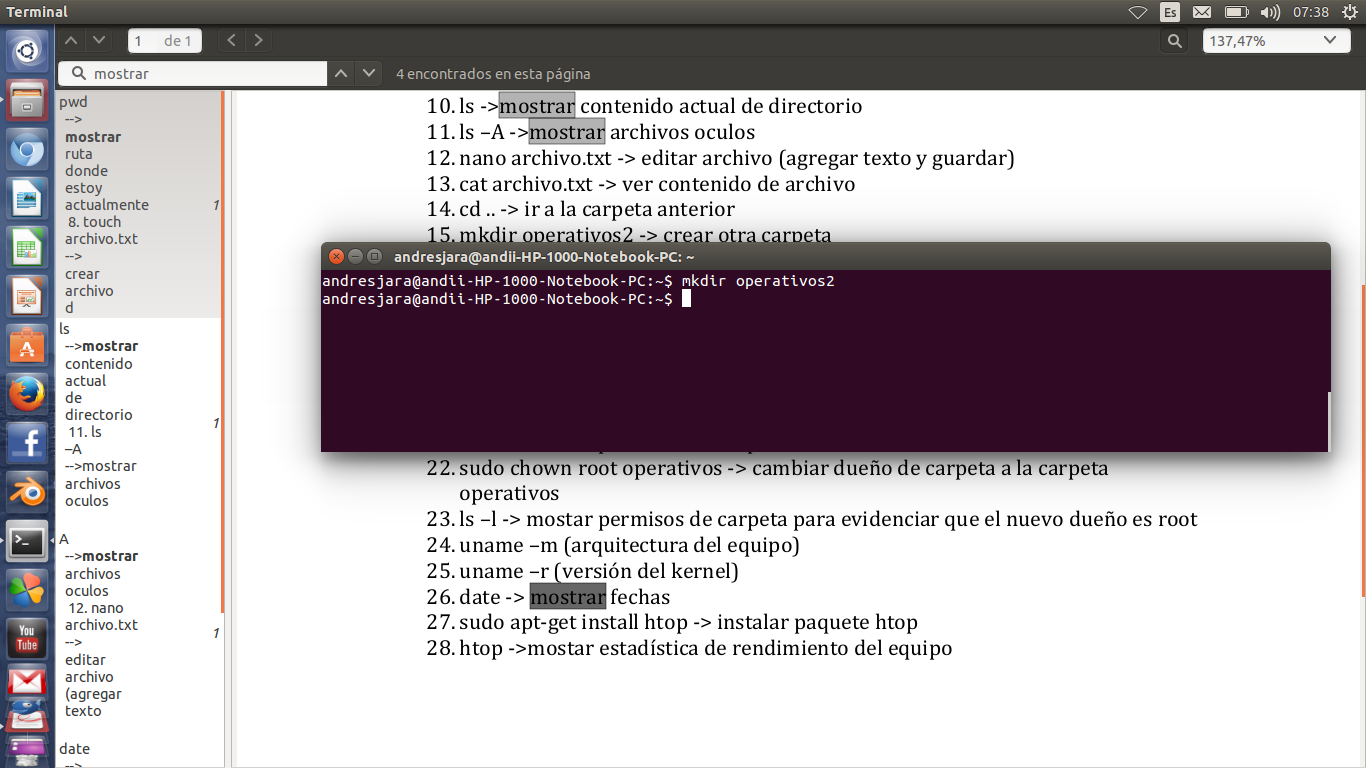 Terminal
Es
07:38
1 de 1
137,47%
mostrar
4 encontrados en esta página
pwd
-->
mostrar
ruta
donde
estoy
actualmente 1
8. touch
archivo.txt
-->
crear
archivo
d
ls
-->mostrar
contenido
actual
de
directorio 1
11. ls
–A
-->mostrar
archivos
oculos
A
-->mostrar
archivos
oculos
12. nano
archivo.txt 1
-->
editar
archivo
(agregar
texto
date
-->
10. ls ->mostrar contenido actual de directorio
11. ls –A ->mostrar archivos oculos
12. nano archivo.txt -> editar archivo (agregar texto y guardar)
13. cat archivo.txt -> ver contenido de archivo
14. cd .. -> ir a la carpeta anterior
15. mkdir operativos2 -> crear otra carpeta
andresjara@andii-HP-1000-Notebook-PC: ~
andresjara@andii-HP-1000-Notebook-PC:~$ mkdir operativos2
andresjara@andii-HP-1000-Notebook-PC:~$
22. sudo chown root operativos -> cambiar dueño de carpeta a la carpeta
operativos
23. ls –l -> mostar permisos de carpeta para evidenciar que el nuevo dueño es root
24. uname –m (arquitectura del equipo)
25. uname –r (versión del kernel)
26. date -> mostrar fechas
27. sudo apt-get install htop -> instalar paquete htop
28. htop ->mostar estadística de rendimiento del equipo
You
Tube